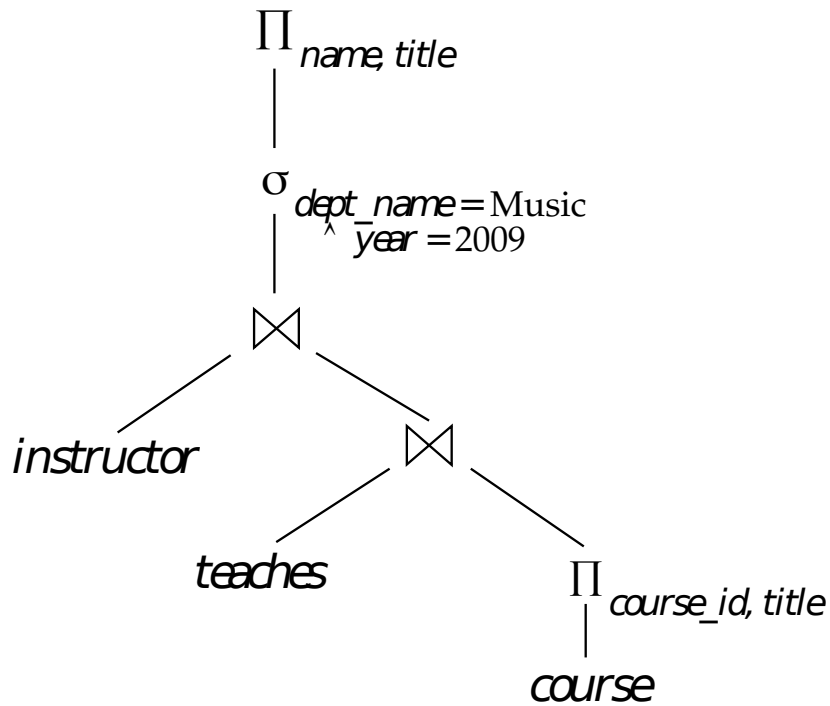 Π name, title
σ dept_name = Music
^ year = 2009
⋈
instructor
⋈
teaches
Π course_id, title
course